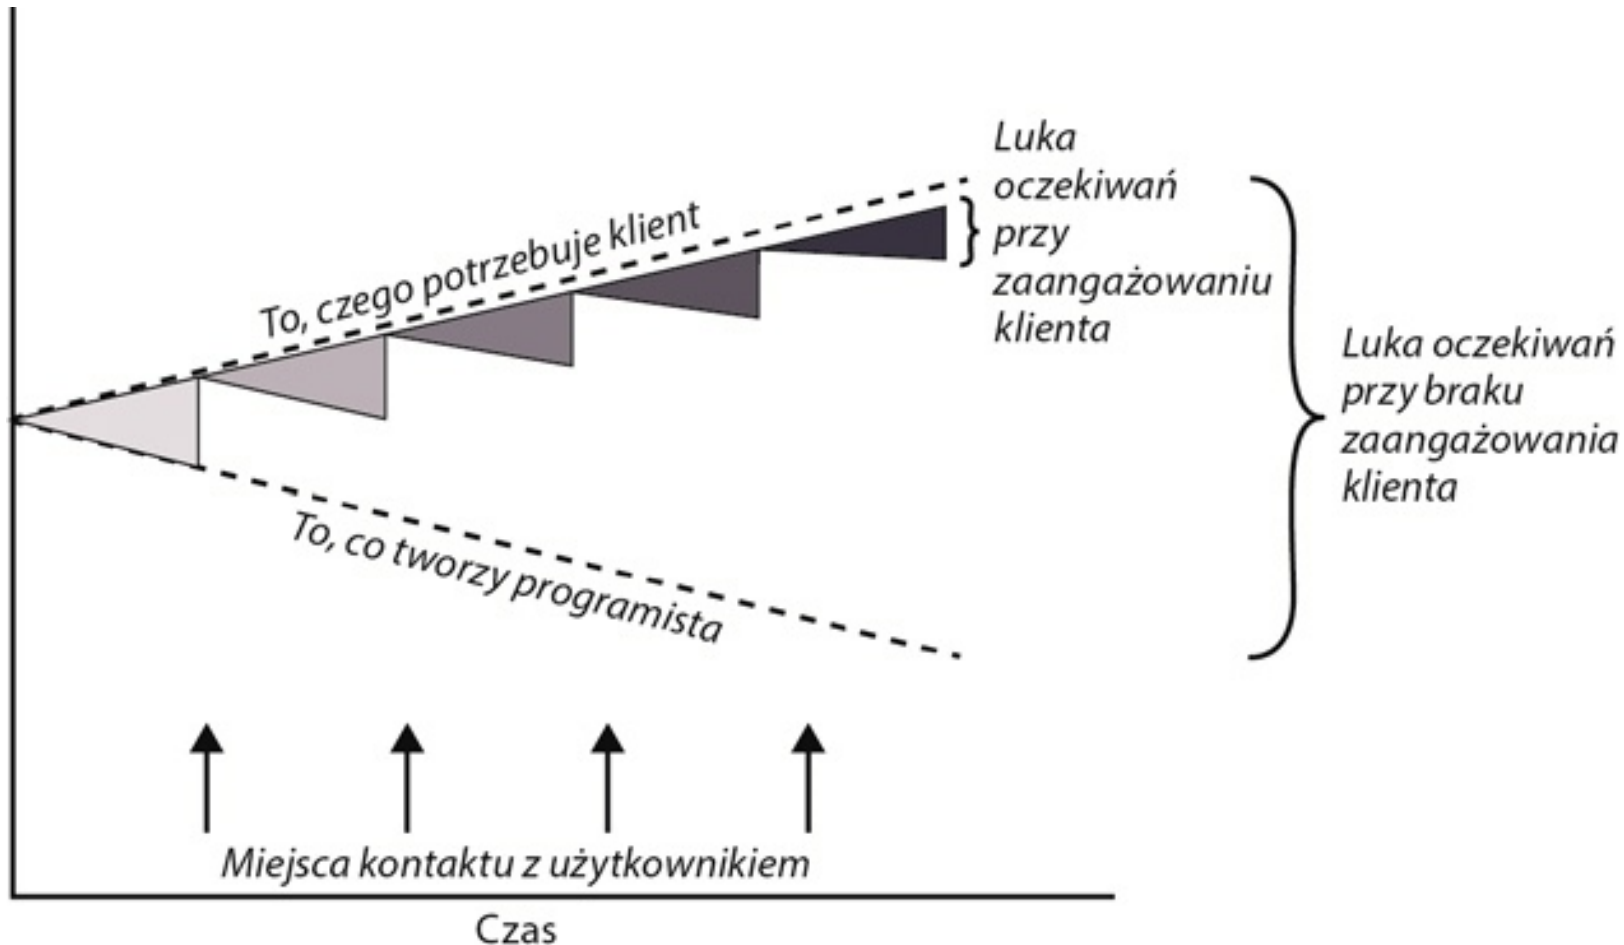 Luka
oczekiwań
przy
zaangażowaniu
klienta
To, czego potrzebuje klient
Luka oczekiwań
przy braku
zaangażowania
klienta
To, co tworzy programista
Miejsca kontaktu z użytkownikiem
Czas